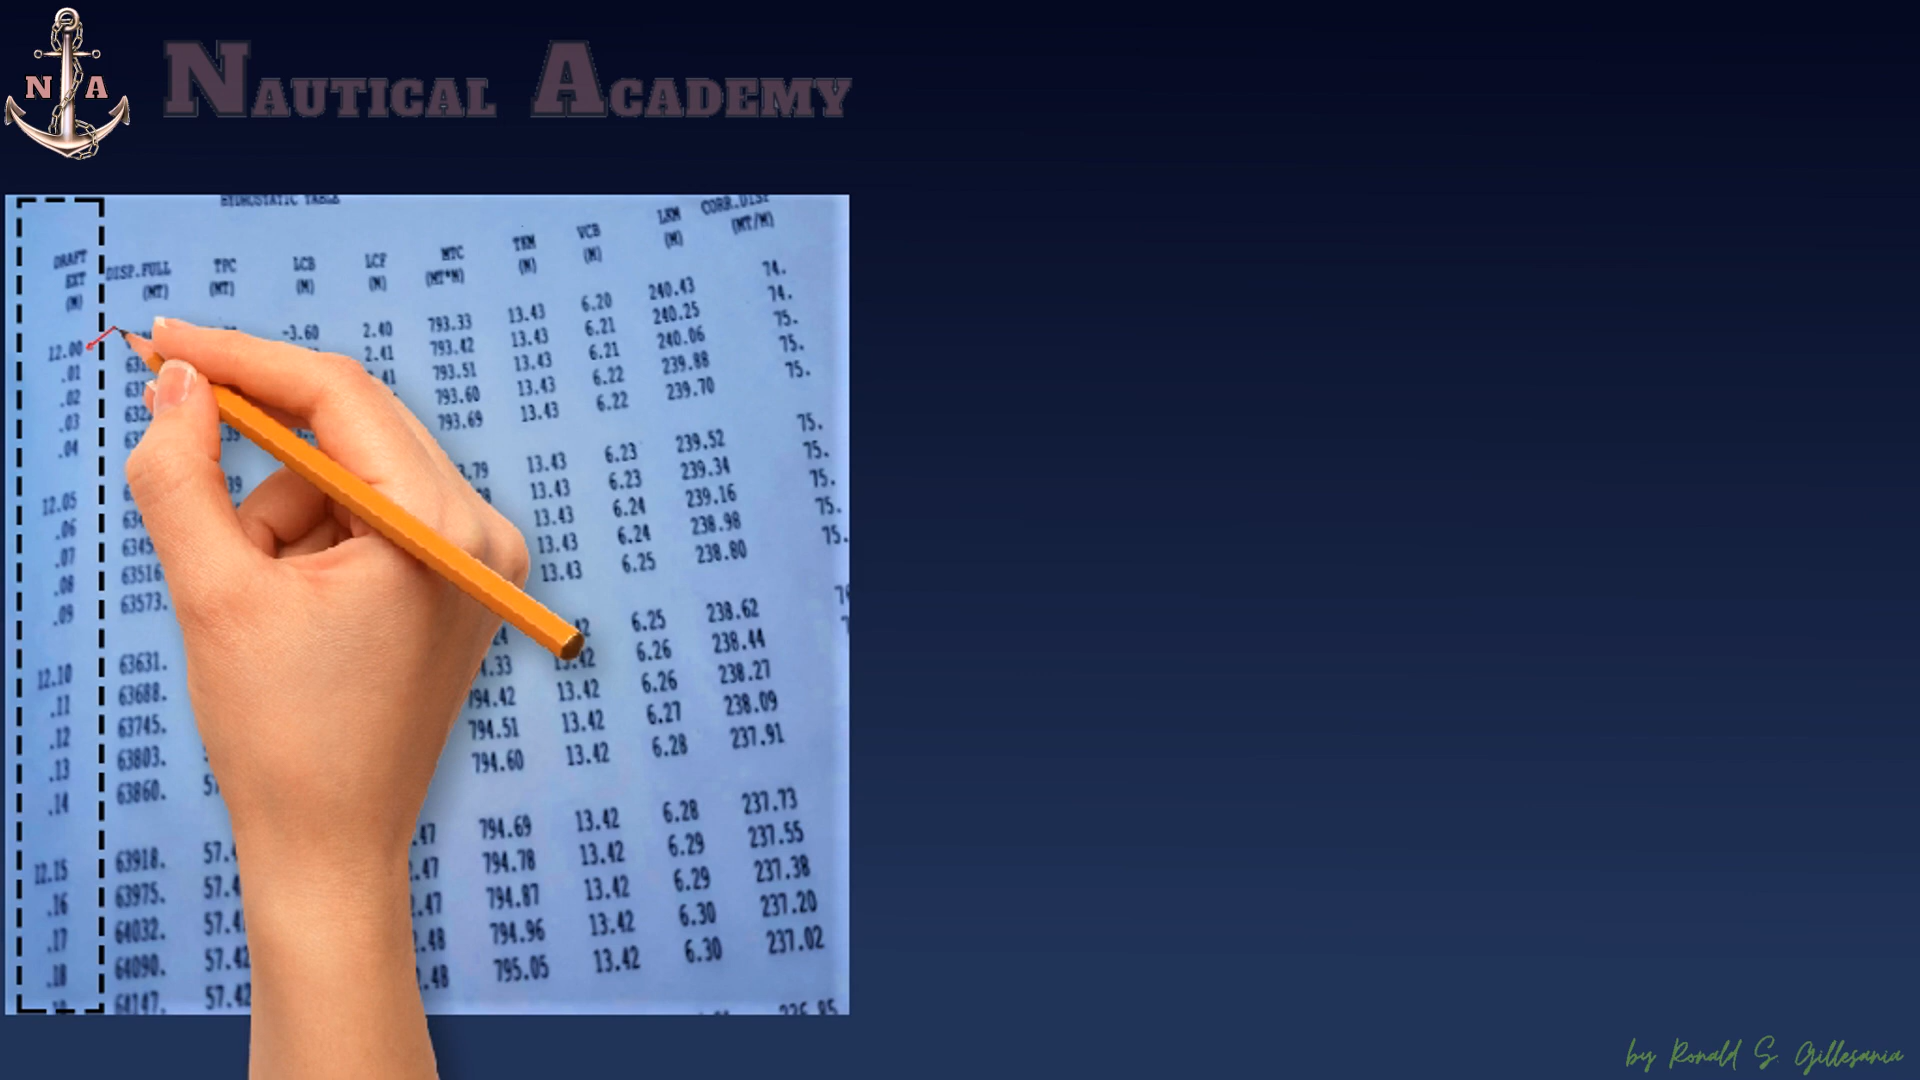 N A
NAUTICAL ACADEMY
HYDROSTATIC TABLE
DRAFT DISP.FULL TPC LCB LCF MTC TKM VCB LKM CORR.DISP
EXT (MT) (MT) (M) (M) (MT*M) (M) (M) (M) (MT/M)
(M)
12.00 -3.60 2.40 793.33 13.43 6.20 240.43 74.
.01 2.41 793.42 13.43 6.21 240.25 74.
.02 793.51 13.43 6.21 240.06 75.
.03 793.60 13.43 6.22 239.88 75.
.04 793.69 13.43 6.22 239.70 75.
12.05 13.43 6.23 239.52 75.
.06 13.43 6.23 239.34 75.
.07 13.43 6.24 239.16 75.
.08 63516 13.43 6.24 238.98 75.
.09 63573. 13.43 6.25 238.80 75.
12.10 63631. 6.25 238.62
.11 63688. 13.42 6.26 238.44
.12 63745. 794.42 13.42 6.26 238.27
.13 63803. 794.51 13.42 6.27 238.09
.14 63860. 794.60 13.42 6.28 237.91
12.15 63918. 794.69 13.42 6.28 237.73
.16 63975. 794.78 13.42 6.29 237.55
.17 64032. 794.87 13.42 6.29 237.38
.18 64090. 57.42 794.96 13.42 6.30 237.20
64147. 57.42 795.05 13.42 6.30 237.02
by Ronald S. Gillesania